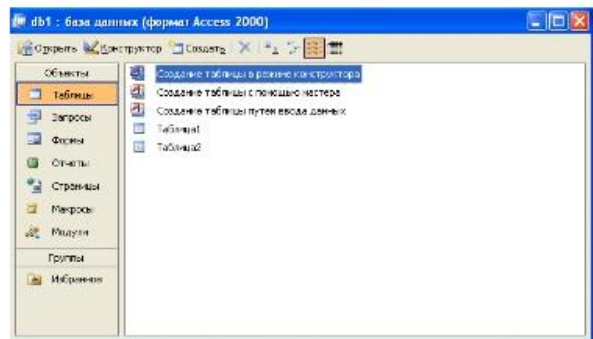 db1 : база данных (формат Access 2000)
Открыть Конструктор Создать
Объекты
Таблицы
Запросы
Формы
Отчеты
Страницы
Макросы
Модули
Группы
Избранное
Создание таблицы в режиме конструктора
Создание таблицы с помощью мастера
Создание таблицы путем ввода данных
Таблица1
Таблица2